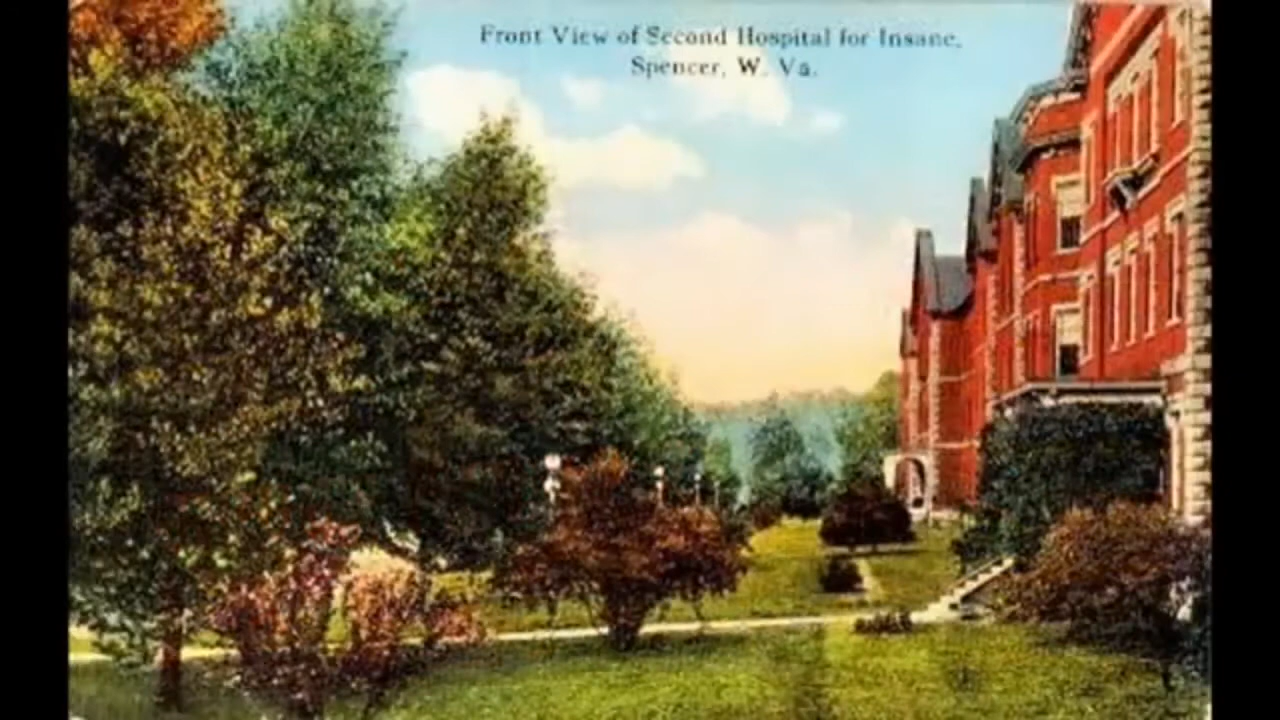 Front View of Second Hospital for Insane,
Spencer, W. Va.